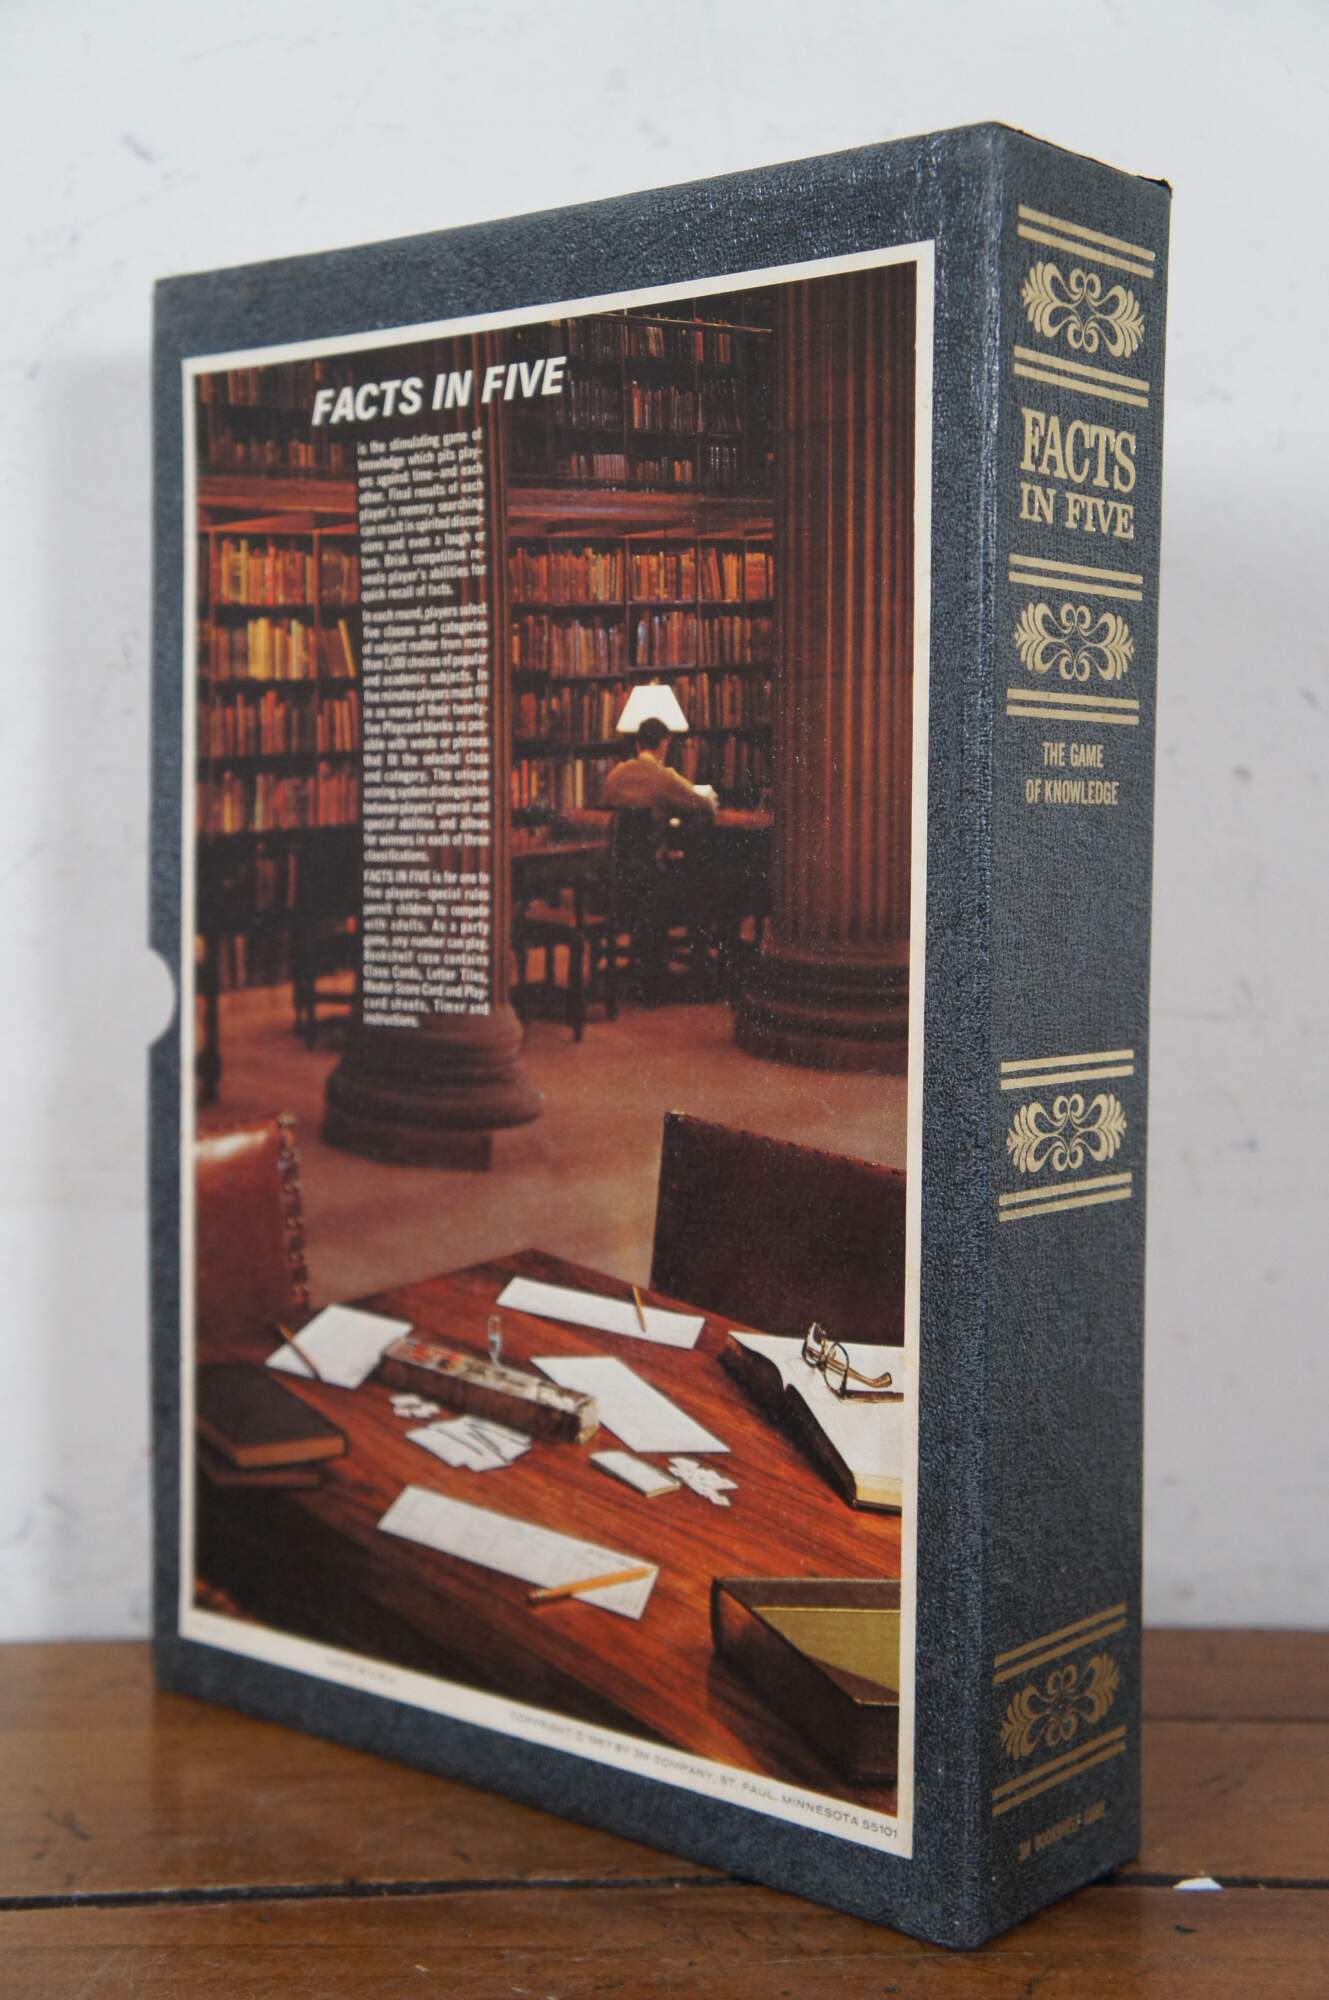 FACTS IN FIVE
is the stimulating game of
knowledge which pits play-
ers against time—and each
other. Final results of each
player's memory searching
can result in spirited discus-
sions and even a laugh or
two. Brisk competition re-
veals player's abilities for
quick recall of facts.
In each round, players select
five classes and categories
of subject matter from more
than 1,000 choices of popular
and academic subjects. In
five minutes players must fill
in as many of their twenty-
five Playcard blanks as pos-
sible with words or phrases
that fit the selected class
and category. The unique
scoring system distinguishes
between players' general and
special abilities and allows
for winners in each of three
classifications.
FACTS IN FIVE is for one to
five players—special rules
permit children to compete
with adults. As a party
game, any number can play.
Bookshelf case contains
Class Cards, Letter Tiles,
Master Score Card and Play-
card sheets, Timer and
instructions.
COPYRIGHT © 1967 BY 3M COMPANY, ST. PAUL, MINNESOTA 55101
FACTS
IN FIVE
THE GAME
OF KNOWLEDGE
3M BOOKSHELF GAME